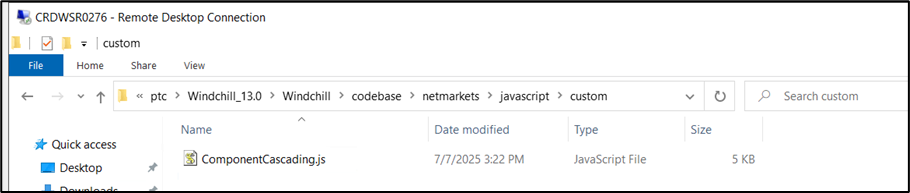 CRDWSR0276 - Remote Desktop Connection
custom
File Home Share View
« ptc > Windchill_13.0 > Windchill > codebase > netmarkets > javascript > custom Search custom
Name Date modified Type Size
Quick access
ComponentCascading.js 7/7/2025 3:22 PM JavaScript File 5 KB
Desktop
Downloads